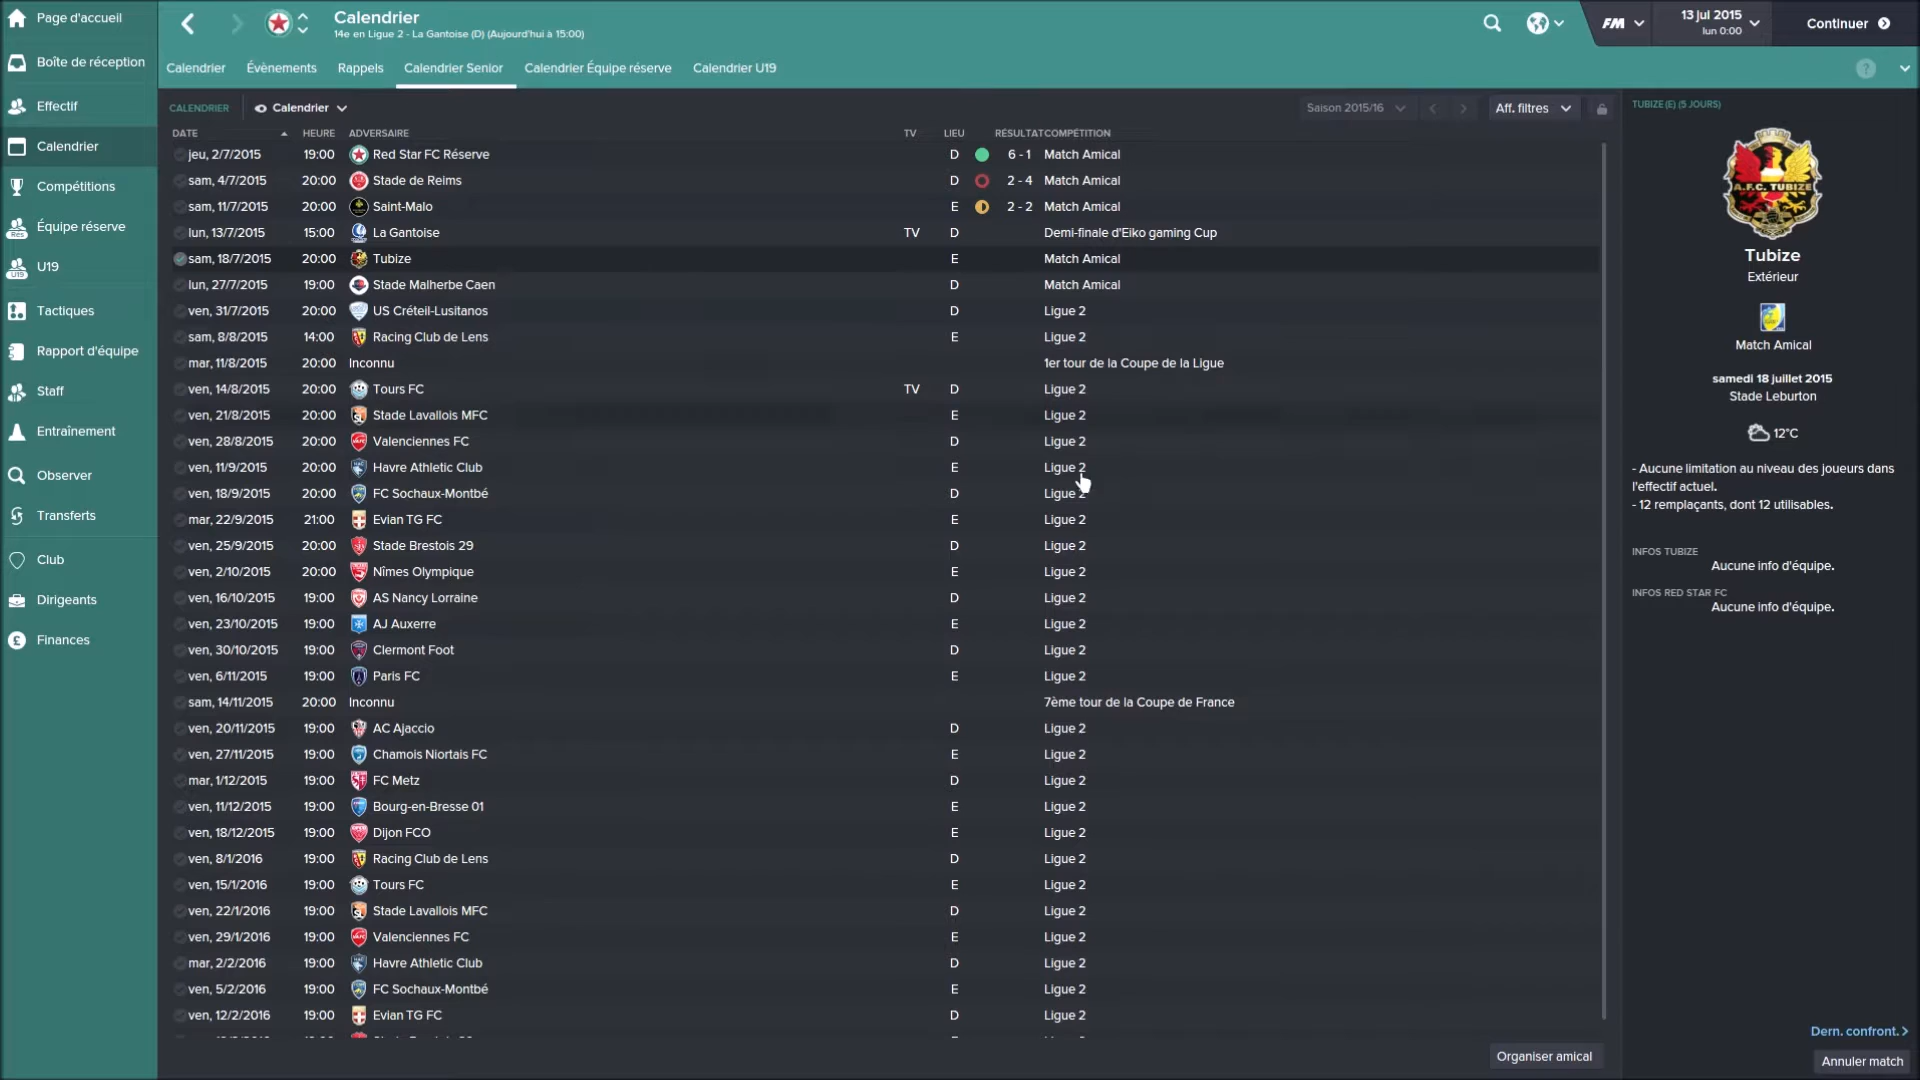 Page d'accueil
Boîte de réception
Effectif
Calendrier
Compétitions
Équipe réserve
U19
Tactiques
Rapport d'équipe
Staff
Entraînement
Observer
Transferts
Club
Dirigeants
Finances
Calendrier
14e en Ligue 2 - La Gantoise (D) (Aujourd'hui à 15:00)
FM
13 jul 2015
lun 0:00
Continuer
Calendrier Évènements Rappels Calendrier Senior Calendrier Équipe réserve Calendrier U19
CALENDRIER Calendrier Saison 2015/16 Aff. filtres
DATE HEURE ADVERSAIRE TV LIEU RÉSULTAT COMPÉTITION
jeu, 2/7/2015 19:00 Red Star FC Réserve D 6 - 1 Match Amical
sam, 4/7/2015 20:00 Stade de Reims D 2 - 4 Match Amical
sam, 11/7/2015 20:00 Saint-Malo E 2 - 2 Match Amical
lun, 13/7/2015 15:00 La Gantoise TV D Demi-finale d'Eiko gaming Cup
sam, 18/7/2015 20:00 Tubize E Match Amical
lun, 27/7/2015 19:00 Stade Malherbe Caen D Match Amical
ven, 31/7/2015 20:00 US Créteil-Lusitanos D Ligue 2
sam, 8/8/2015 14:00 Racing Club de Lens E Ligue 2
mar, 11/8/2015 20:00 Inconnu 1er tour de la Coupe de la Ligue
ven, 14/8/2015 20:00 Tours FC TV D Ligue 2
ven, 21/8/2015 20:00 Stade Lavallois MFC E Ligue 2
ven, 28/8/2015 20:00 Valenciennes FC D Ligue 2
ven, 11/9/2015 20:00 Havre Athletic Club E Ligue 2
ven, 18/9/2015 20:00 FC Sochaux-Montbé D Ligue 2
mar, 22/9/2015 21:00 Evian TG FC E Ligue 2
ven, 25/9/2015 20:00 Stade Brestois 29 D Ligue 2
ven, 2/10/2015 20:00 Nîmes Olympique E Ligue 2
ven, 16/10/2015 19:00 AS Nancy Lorraine D Ligue 2
ven, 23/10/2015 19:00 AJ Auxerre E Ligue 2
ven, 30/10/2015 19:00 Clermont Foot D Ligue 2
ven, 6/11/2015 19:00 Paris FC E Ligue 2
sam, 14/11/2015 20:00 Inconnu 7ème tour de la Coupe de France
ven, 20/11/2015 19:00 AC Ajaccio D Ligue 2
ven, 27/11/2015 19:00 Chamois Niortais FC E Ligue 2
mar, 1/12/2015 19:00 FC Metz D Ligue 2
ven, 11/12/2015 19:00 Bourg-en-Bresse 01 E Ligue 2
ven, 18/12/2015 19:00 Dijon FCO E Ligue 2
ven, 8/1/2016 19:00 Racing Club de Lens D Ligue 2
ven, 15/1/2016 19:00 Tours FC E Ligue 2
ven, 22/1/2016 19:00 Stade Lavallois MFC D Ligue 2
ven, 29/1/2016 19:00 Valenciennes FC E Ligue 2
mar, 2/2/2016 19:00 Havre Athletic Club D Ligue 2
ven, 5/2/2016 19:00 FC Sochaux-Montbé E Ligue 2
ven, 12/2/2016 19:00 Evian TG FC D Ligue 2
Organiser amical
TUBIZE (E) (5 JOURS)
A.F.C. TUBIZE
Tubize
Extérieur
Match Amical
samedi 18 juillet 2015
Stade Leburton
12°C
- Aucune limitation au niveau des joueurs dans
l'effectif actuel.
- 12 remplaçants, dont 12 utilisables.
INFOS TUBIZE
Aucune info d'équipe.
INFOS RED STAR FC
Aucune info d'équipe.
Dern. confront. >
Annuler match